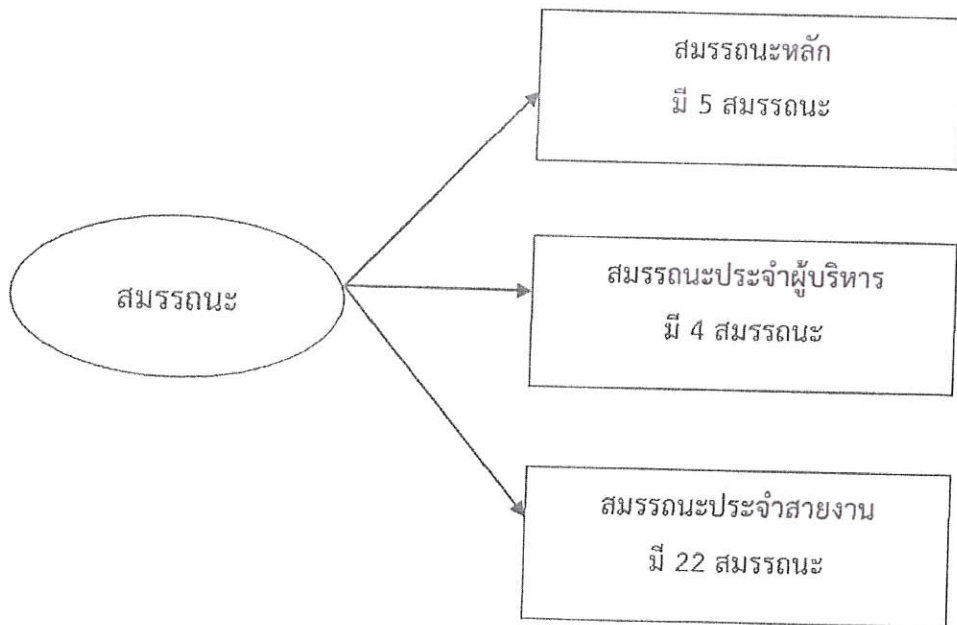 สมรรถนะหลัก
มี 5 สมรรถนะ
สมรรถนะ
สมรรถนะประจำผู้บริหาร
มี 4 สมรรถนะ
สมรรถนะประจำสายงาน
มี 22 สมรรถนะ